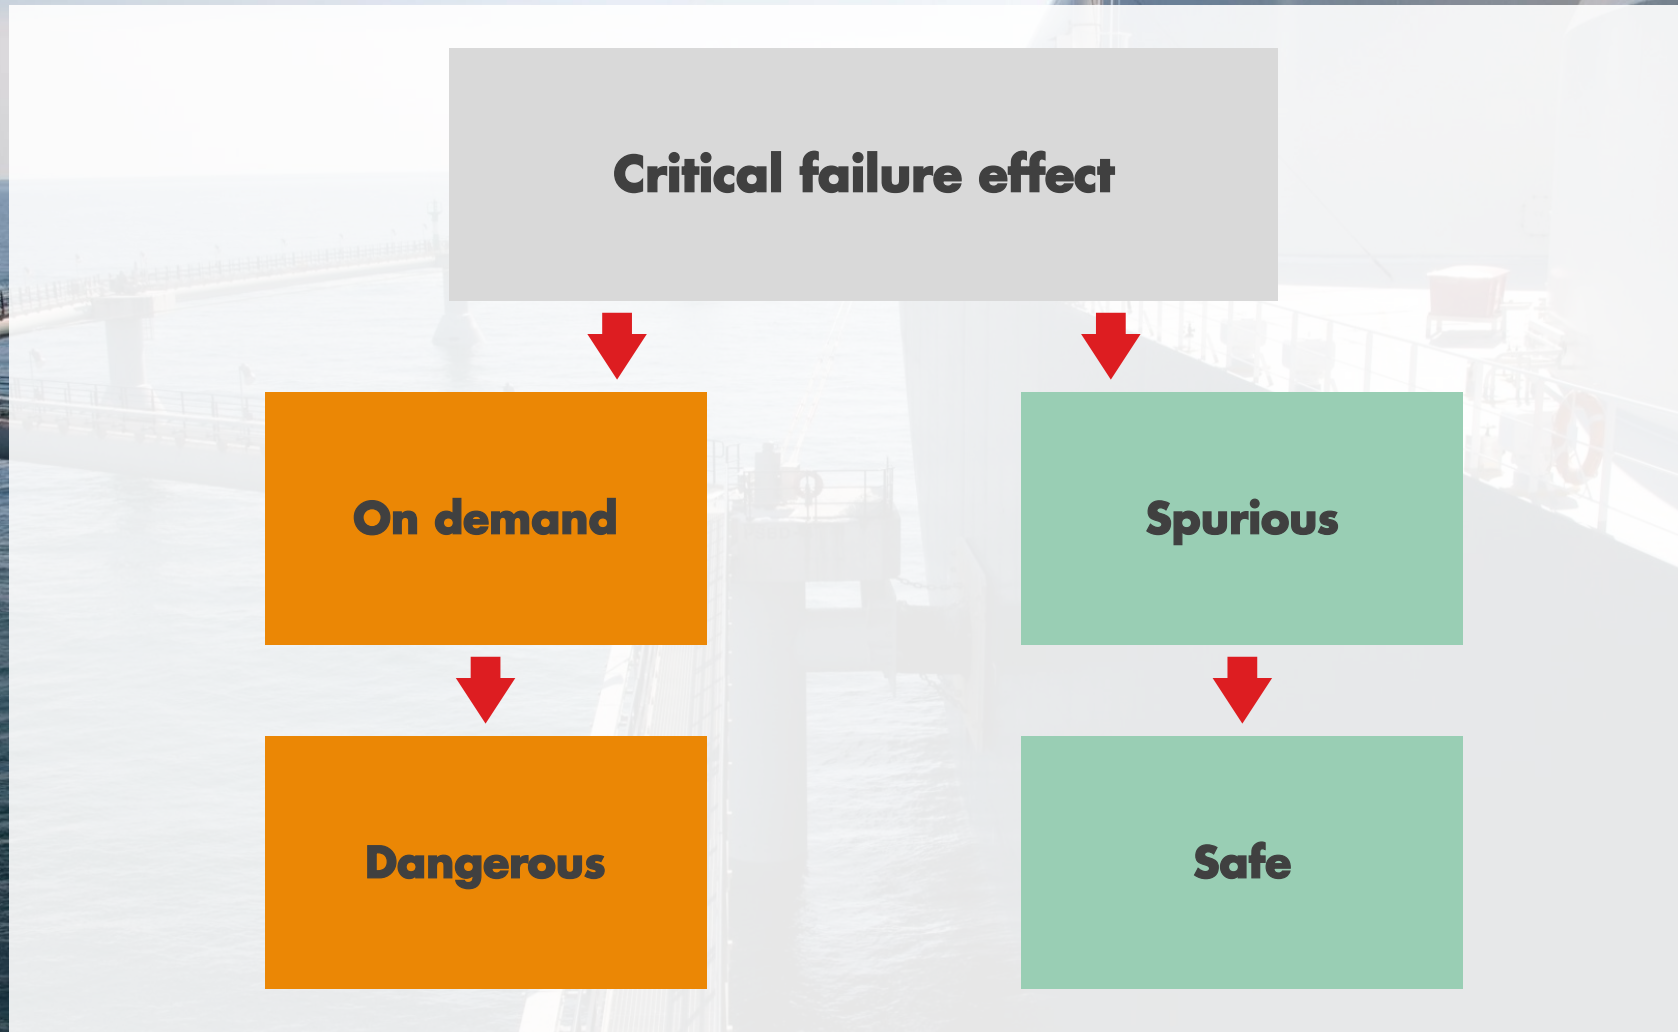 Critical failure effect
On demand
Spurious
Dangerous
Safe